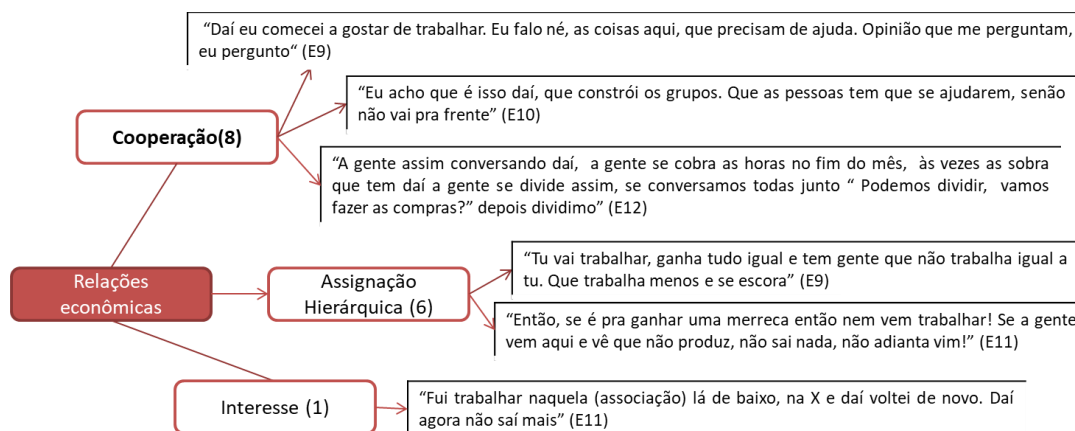 “Daí eu comecei a gostar de trabalhar. Eu falo né, as coisas aqui, que precisam de ajuda. Opinião que me perguntam,
eu pergunto“ (E9)
“Eu acho que é isso daí, que constrói os grupos. Que as pessoas tem que se ajudarem, senão
não vai pra frente” (E10)
Cooperação(8)
“A gente assim conversando daí, a gente se cobra as horas no fim do mês, às vezes as sobra
que tem daí a gente se divide assim, se conversamos todas junto “ Podemos dividir, vamos
fazer as compras?” depois dividimo” (E12)
“Tu vai trabalhar, ganha tudo igual e tem gente que não trabalha igual a
tu. Que trabalha menos e se escora” (E9)
Relações
econômicas
Assignação
Hierárquica (6)
“Então, se é pra ganhar uma merreca então nem vem trabalhar! Se a gente
vem aqui e vê que não produz, não sai nada, não adianta vim!” (E11)
Interesse (1)
“Fui trabalhar naquela (associação) lá de baixo, na X e daí voltei de novo. Daí
agora não saí mais” (E11)